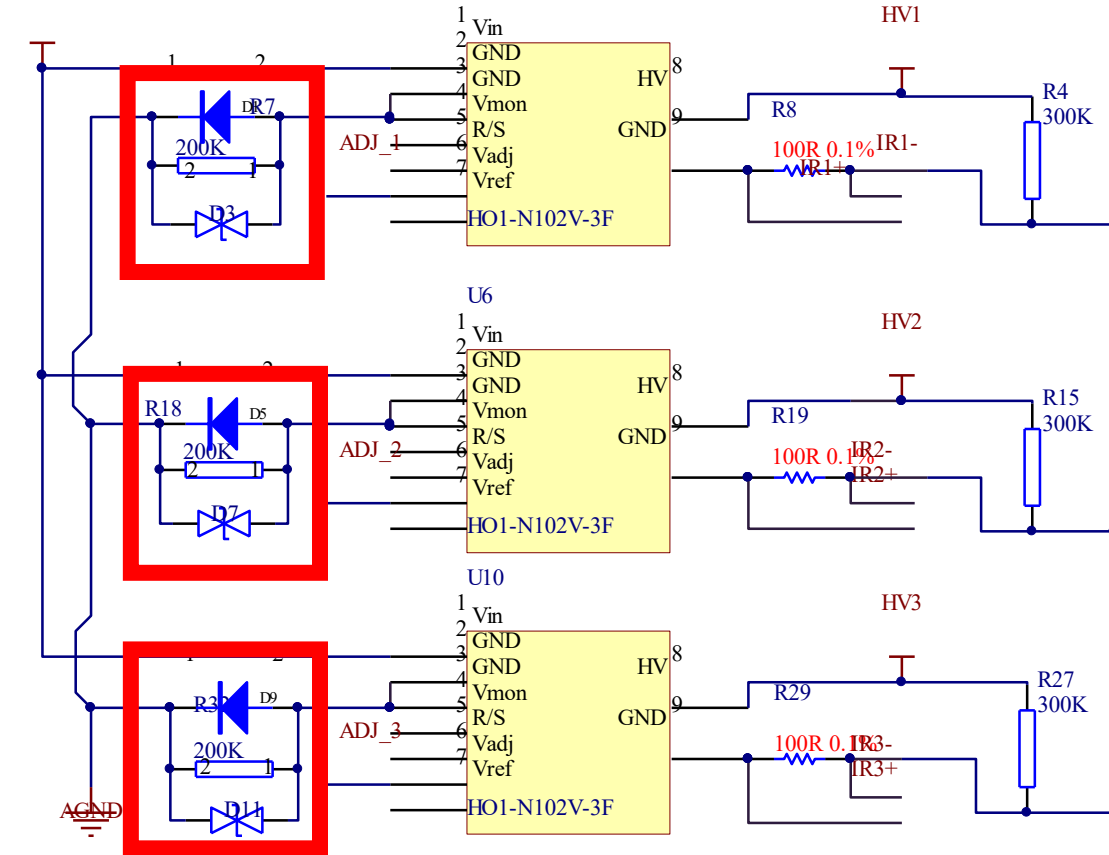 HV1
1 Vin
2 GND
3 GND
HV 8
4 Vmon
5 R/S
GND 9
6 Vadj
7 Vref
HO1-N102V-3F
1 2
R7
200K
2 1
D3
ADJ_1
R8
100R 0.1%
IR1-
IR1+
R4
300K
U6
HV2
1 Vin
2 GND
3 GND
HV 8
4 Vmon
5 R/S
GND 9
6 Vadj
7 Vref
HO1-N102V-3F
R18
D5
200K
2 1
D7
ADJ_2
R19
100R 0.1%
IR2-
IR2+
R15
300K
U10
HV3
1 Vin
2 GND
3 GND
HV 8
4 Vmon
5 R/S
GND 9
6 Vadj
7 Vref
HO1-N102V-3F
D9
200K
2 1
D11
ADJ_3
R29
100R 0.1%
IR3-
IR3+
R27
300K
AGND